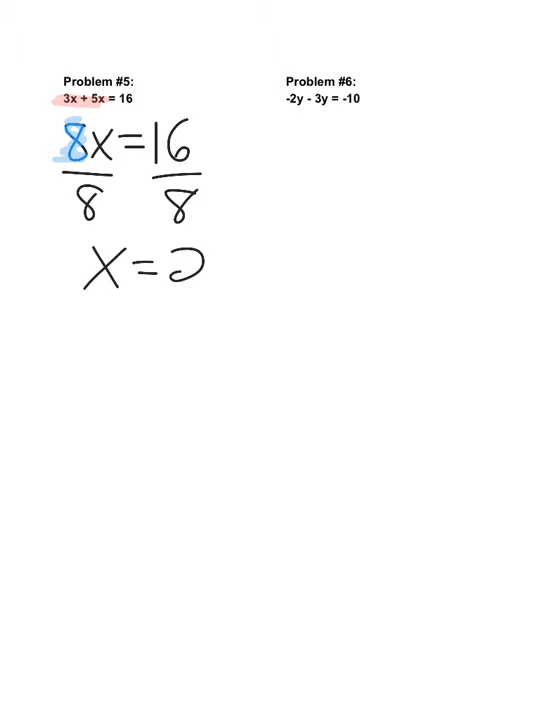 Problem #5:
3x + 5x = 16
8x = 16
8 8
x = 2
Problem #6:
-2y - 3y = -10